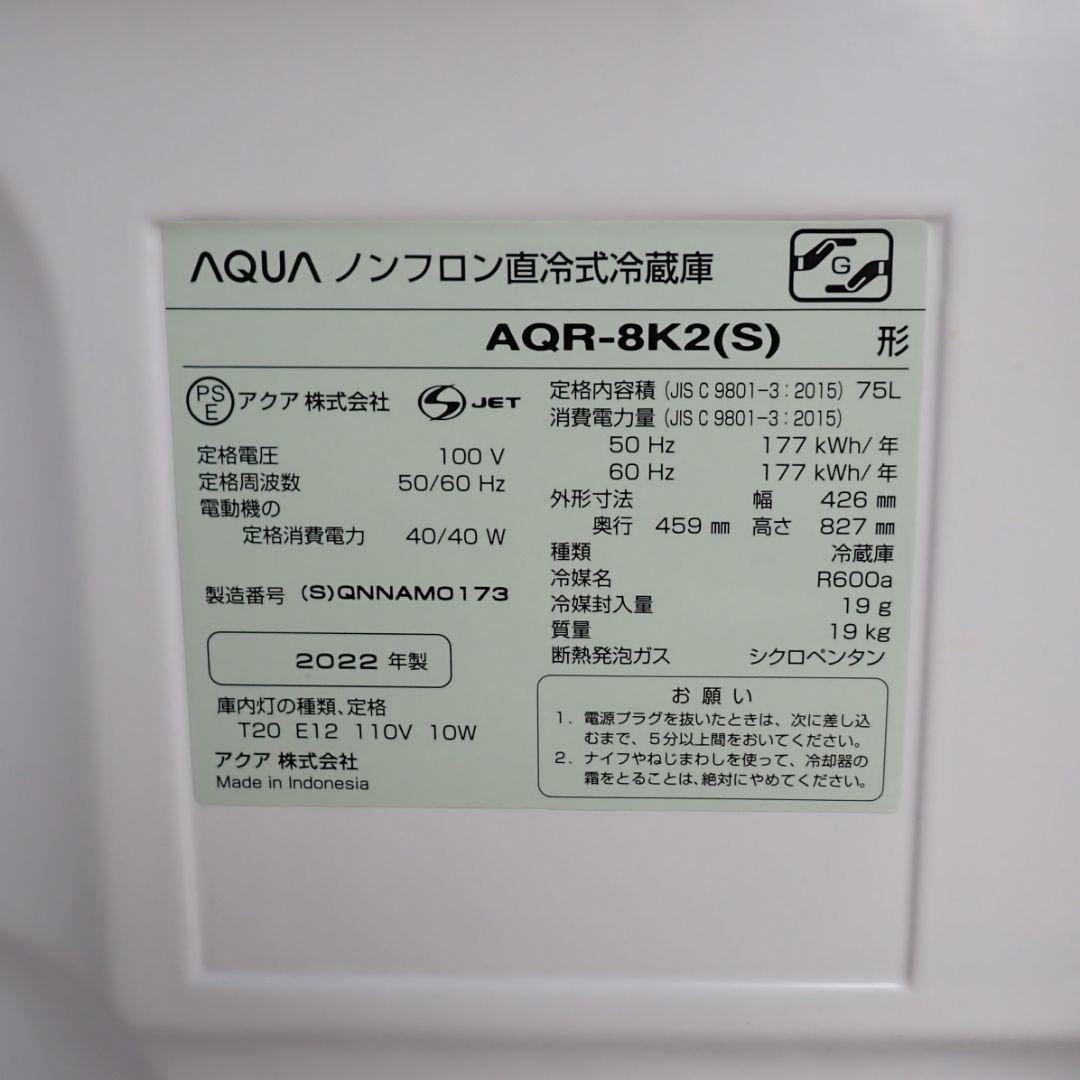 AQUA ノンフロン直冷式冷蔵庫
G
AQR-8K2(S) 形
PS
E
アクア 株式会社
S JET
定格電圧 100 V
定格周波数 50/60 Hz
電動機の
定格消費電力 40/40 W
製造番号 (S)QNNAM0173
2022 年製
庫内灯の種類、定格
T20 E12 110V 10W
アクア 株式会社
Made in Indonesia
定格内容積 (JIS C 9801-3:2015) 75L
消費電力量 (JIS C 9801-3:2015)
50 Hz 177 kWh/年
60 Hz 177 kWh/年
外形寸法 幅 426 ㎜
奥行 459 ㎜ 高さ 827 ㎜
種類 冷蔵庫
冷媒名 R600a
冷媒封入量 19 g
質量 19 kg
断熱発泡ガス シクロペンタン
お願い
1. 電源プラグを抜いたときは、次に差し込
むまで、5分以上間をおいてください。
2. ナイフやねじまわしを使って、冷却器の
霜をとることは、絶対にやめてください。